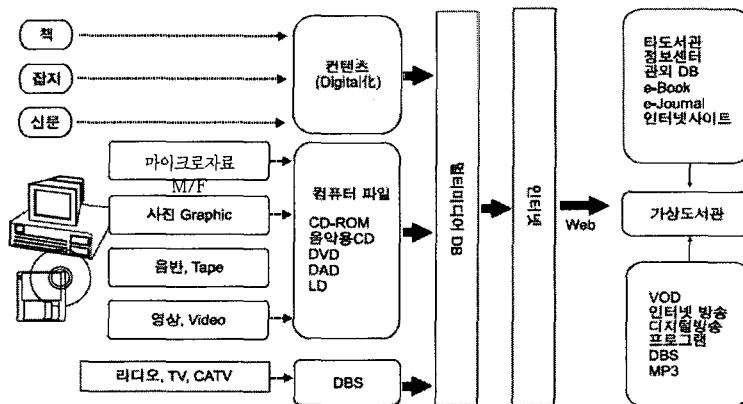 책
잡지
신문
컨텐츠
(Digital化)
마이크로자료
M/F
사진 Graphic
음반, Tape
영상, Video
리디오, TV, CATV
컴퓨터 파일
CD-ROM
음악용CD
DVD
DAD
LD
DBS
멀티미디어 DB
인터넷
Web
타도서관
정보센터
관외 DB
e-Book
e-Journal
인터넷사이트
가상도서관
VOD
인터넷 방송
디지털방송
프로그램
DBS
MP3